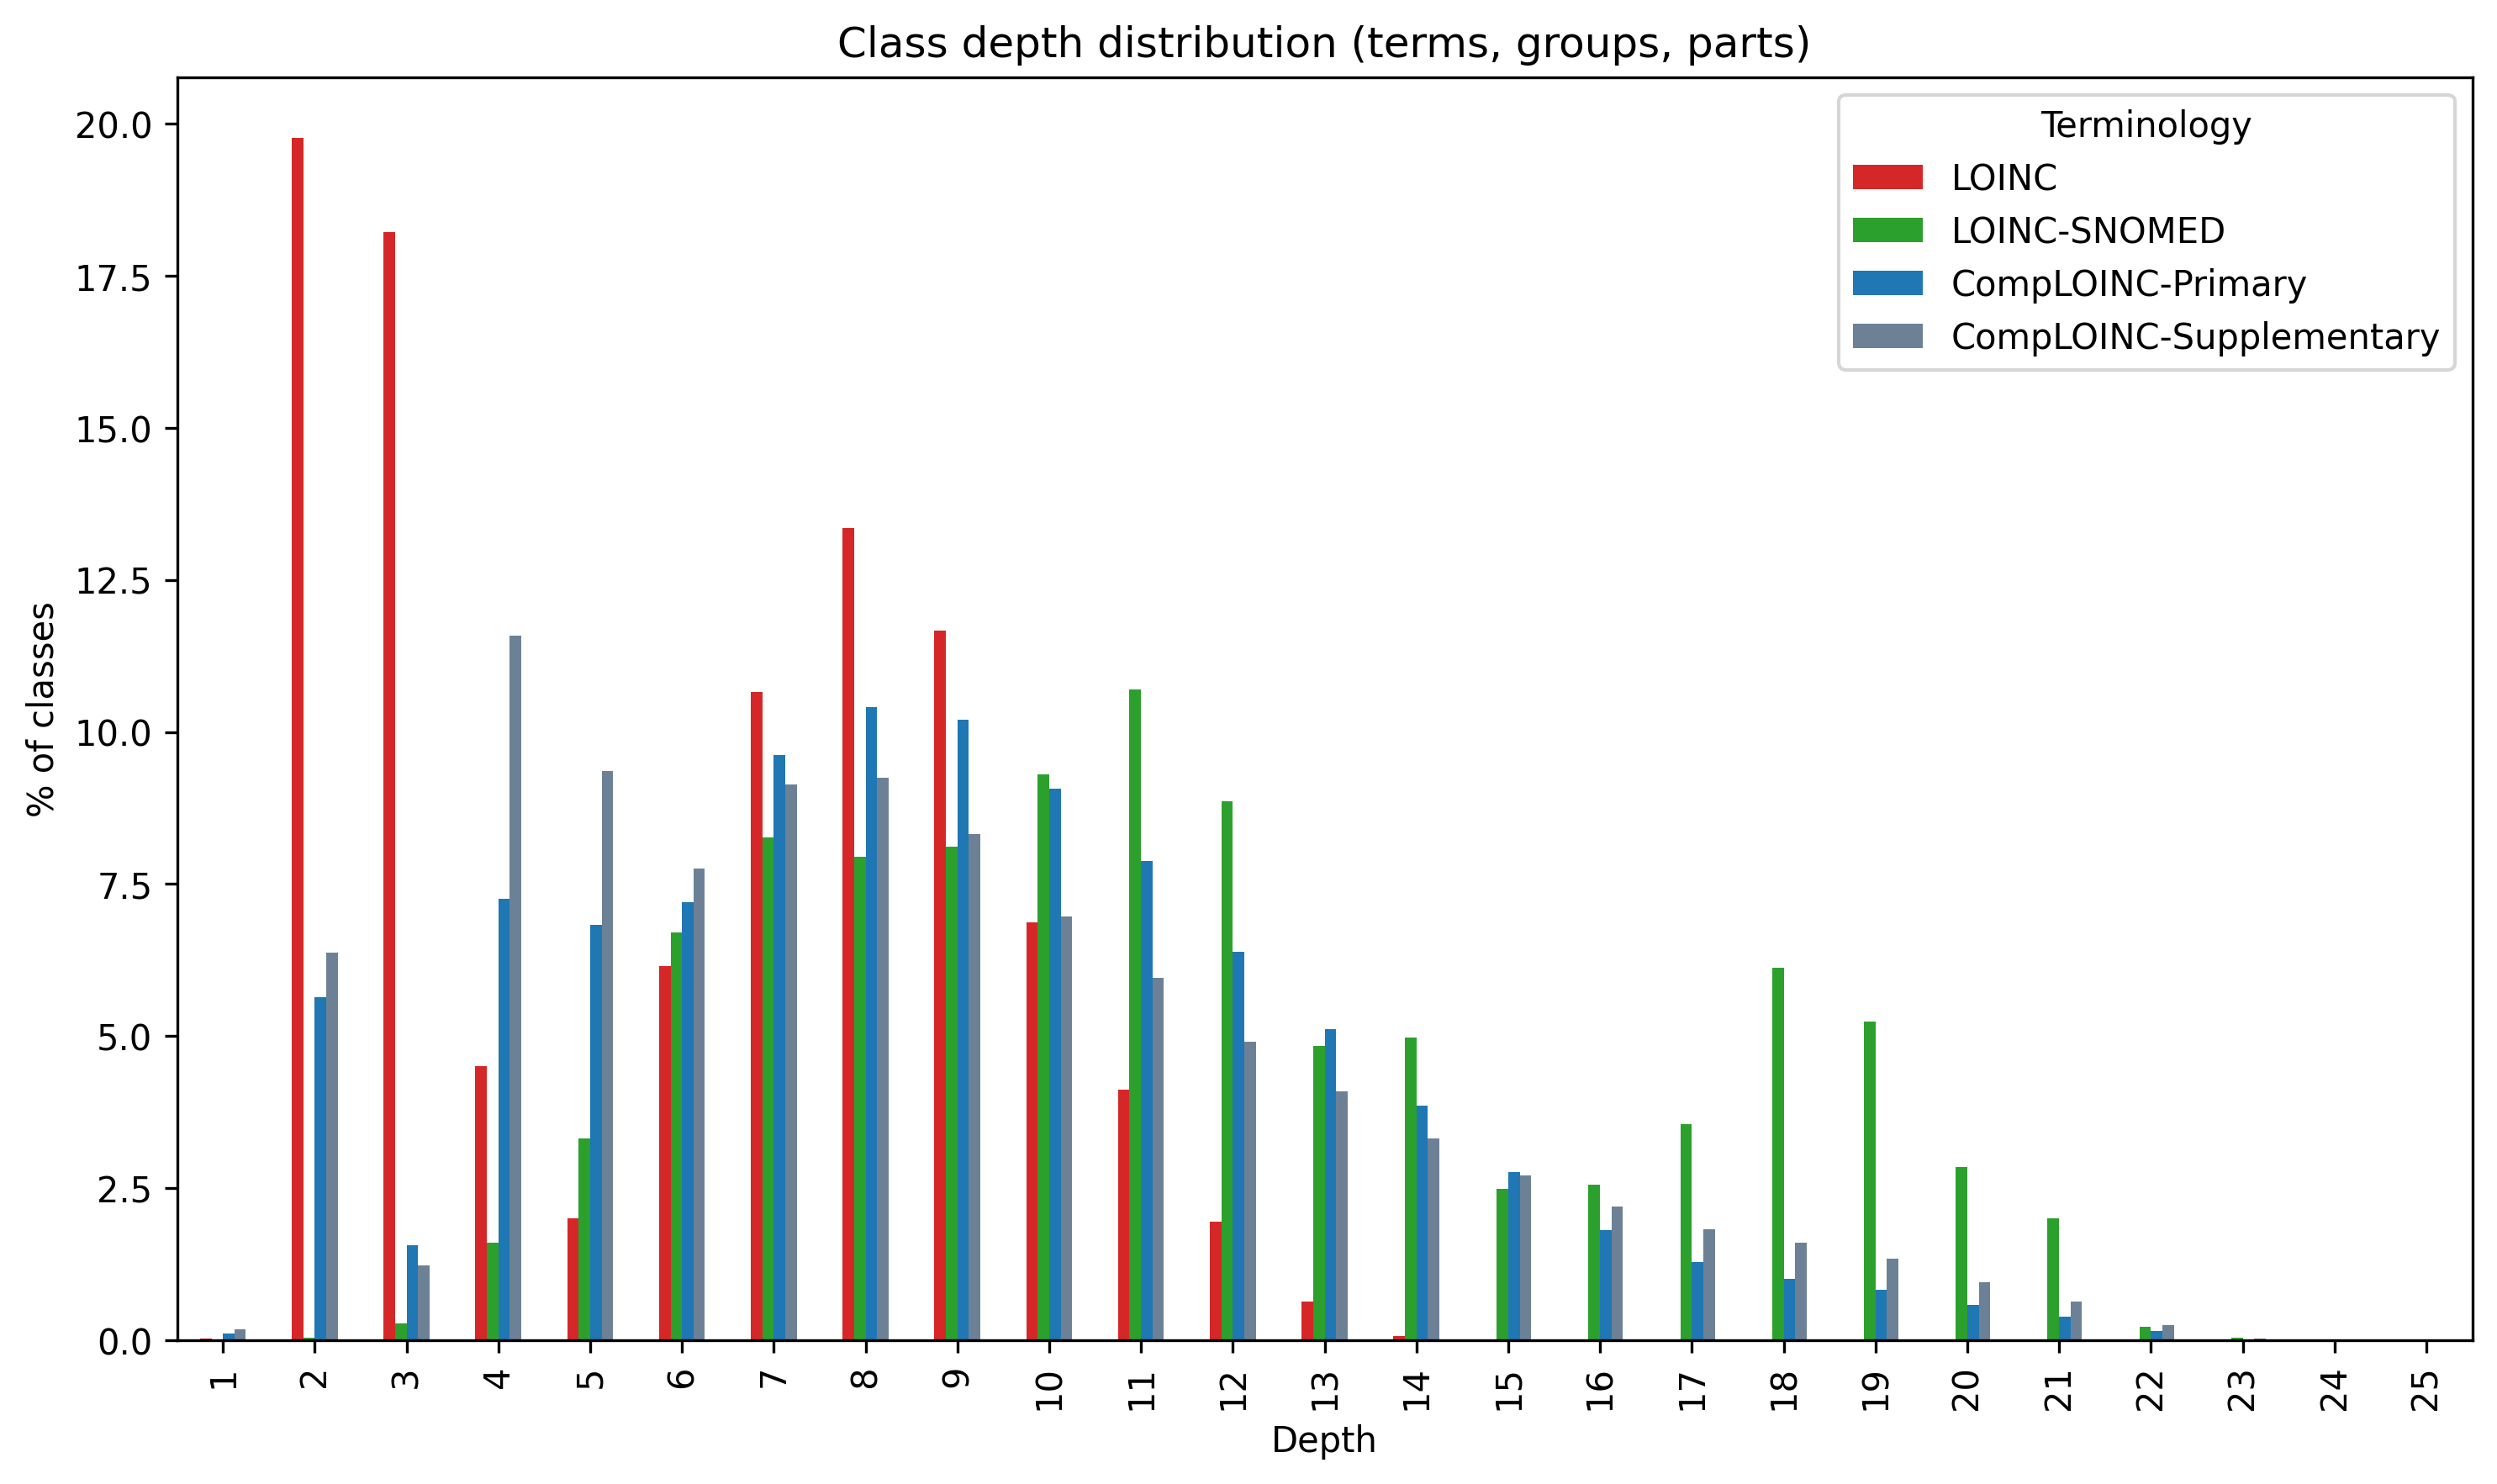 Class depth distribution (terms, groups, parts)
Terminology
LOINC
LOINC-SNOMED
CompLOINC-Primary
CompLOINC-Supplementary
% of classes
20.0
17.5
15.0
12.5
10.0
7.5
5.0
2.5
0.0
1 2 3 4 5 6 7 8 9 10 11 12 13 14 15 16 17 18 19 20 21 22 23 24 25
Depth